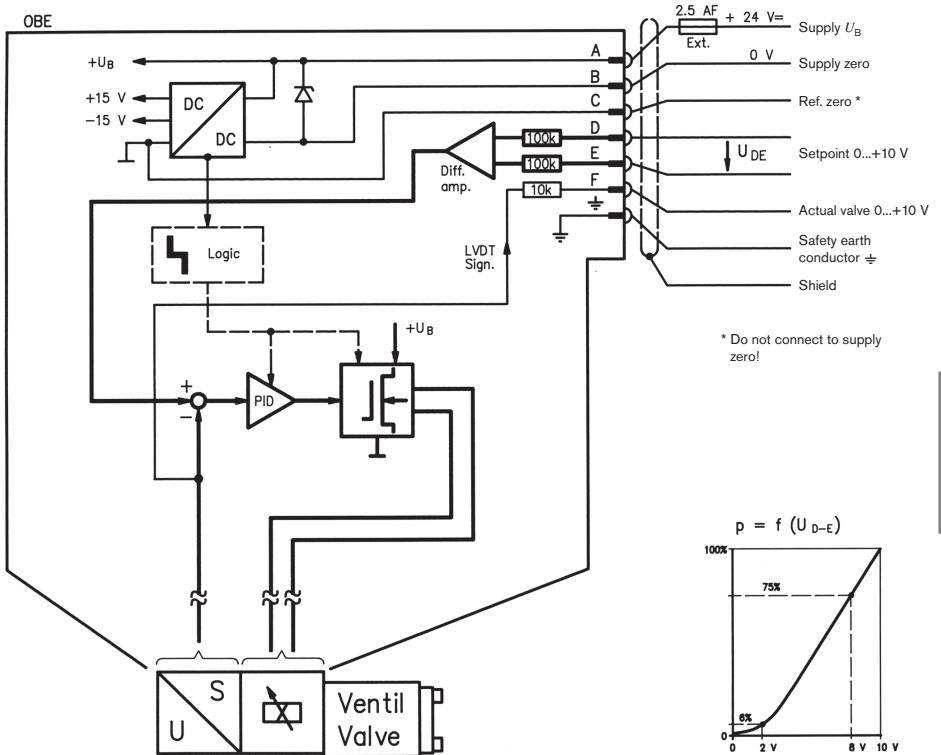 OBE
2.5 AF
+ 24 V=
Supply U_B
Ext.
+U_B
A
0 V
Supply zero
B
+15 V
DC
Ref. zero *
C
−15 V
DC
D
100k
U_DE
Setpoint 0...+10 V
100k
E
Diff.
amp.
10k
F
Actual valve 0...+10 V
Logic
LVDT
Sign.
Safety earth
conductor
Shield
+U_B
* Do not connect to supply
zero!
+
PID
−
p = f (U_D-E)
100%
75%
6%
0
0 2 V 8 V 10 V
S
U
Ventil
Valve